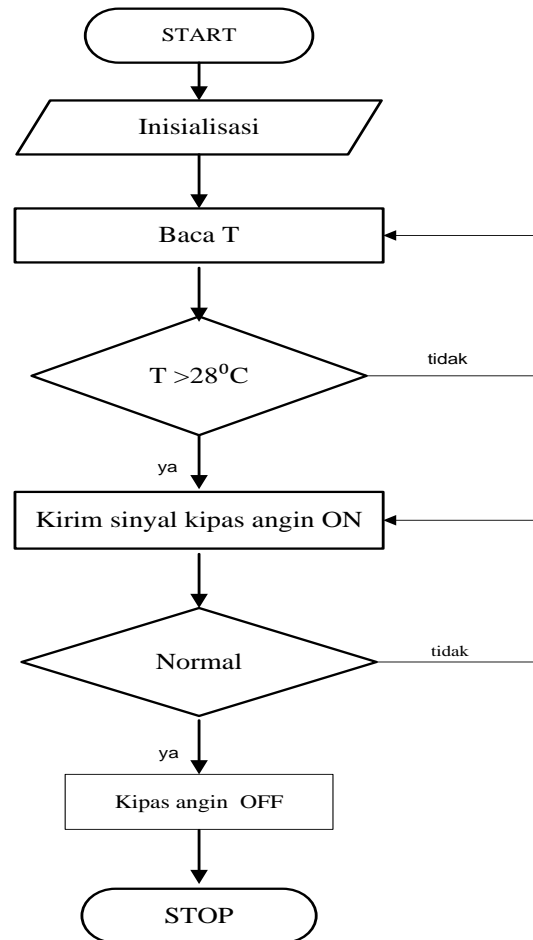 START
Inisialisasi
Baca T
T >28⁰C
tidak
ya
Kirim sinyal kipas angin ON
Normal
tidak
ya
Kipas angin OFF
STOP